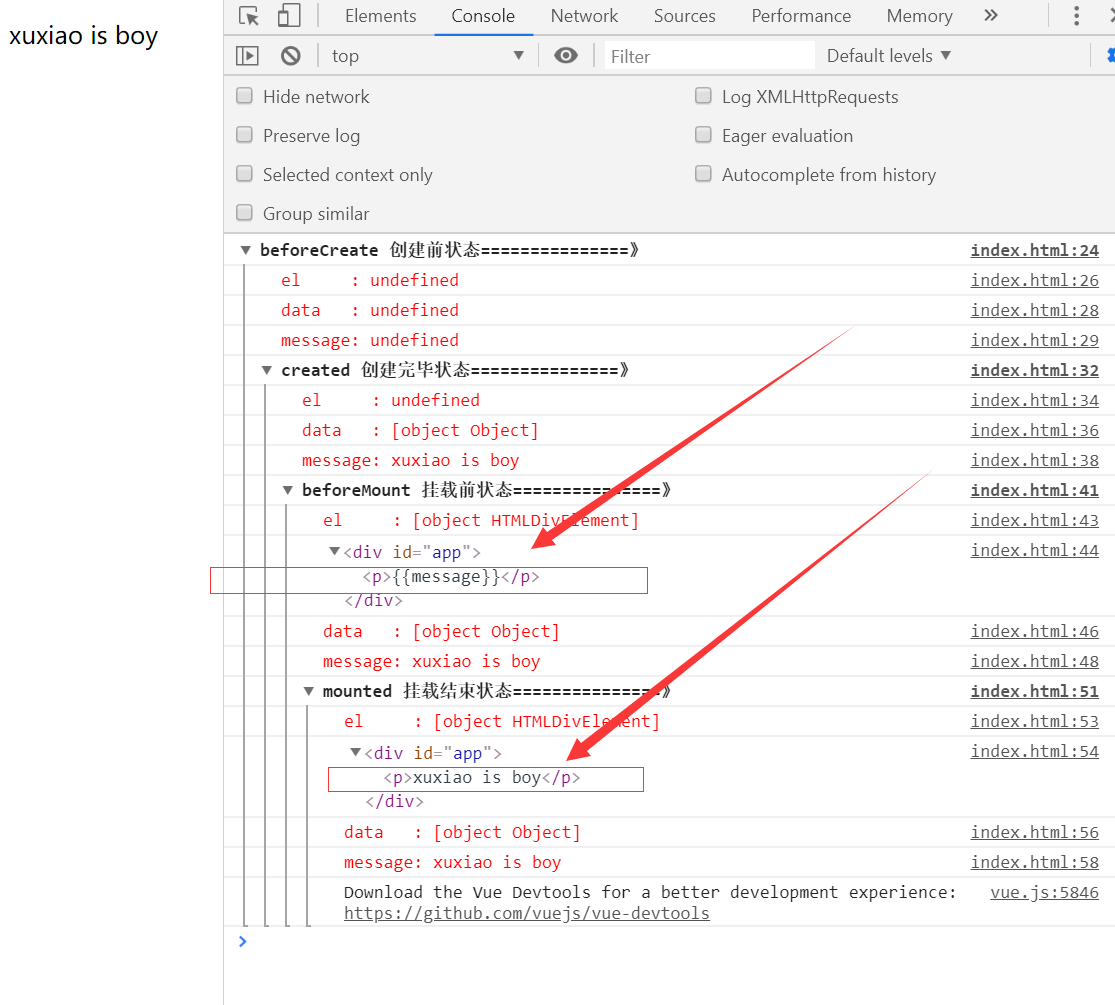 xuxiao is boy
Elements Console Network Sources Performance Memory »
top Filter Default levels
Hide network Log XMLHttpRequests
Preserve log Eager evaluation
Selected context only Autocomplete from history
Group similar
beforeCreate 创建前状态===============》 index.html:24
el     : undefined index.html:26
data   : undefined index.html:28
message: undefined index.html:29
created 创建完毕状态===============》 index.html:32
el     : undefined index.html:34
data   : [object Object] index.html:36
message: xuxiao is boy index.html:38
beforeMount 挂载前状态===============》 index.html:41
el     : [object HTMLDivElement] index.html:43
<div id="app"> index.html:44
<p>{{message}}</p>
</div>
data   : [object Object] index.html:46
message: xuxiao is boy index.html:48
mounted 挂载结束状态===============》 index.html:51
el     : [object HTMLDivElement] index.html:53
<div id="app"> index.html:54
<p>xuxiao is boy</p>
</div>
data   : [object Object] index.html:56
message: xuxiao is boy index.html:58
Download the Vue Devtools for a better development experience: vue.js:5846
https://github.com/vuejs/vue-devtools